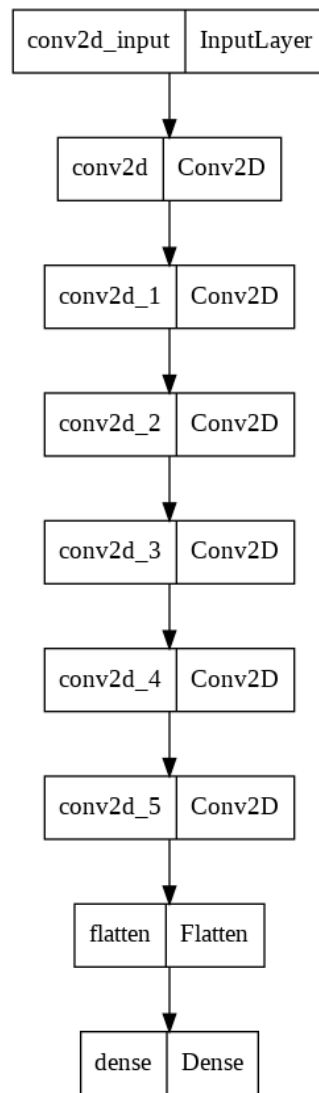 conv2d_input InputLayer
conv2d Conv2D
conv2d_1 Conv2D
conv2d_2 Conv2D
conv2d_3 Conv2D
conv2d_4 Conv2D
conv2d_5 Conv2D
flatten Flatten
dense Dense